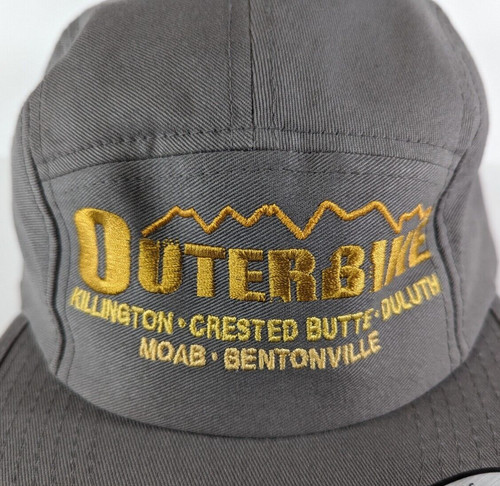 OUTERBIKE
KILLINGTON · CRESTED BUTTE · DULUTH
MOAB · BENTONVILLE